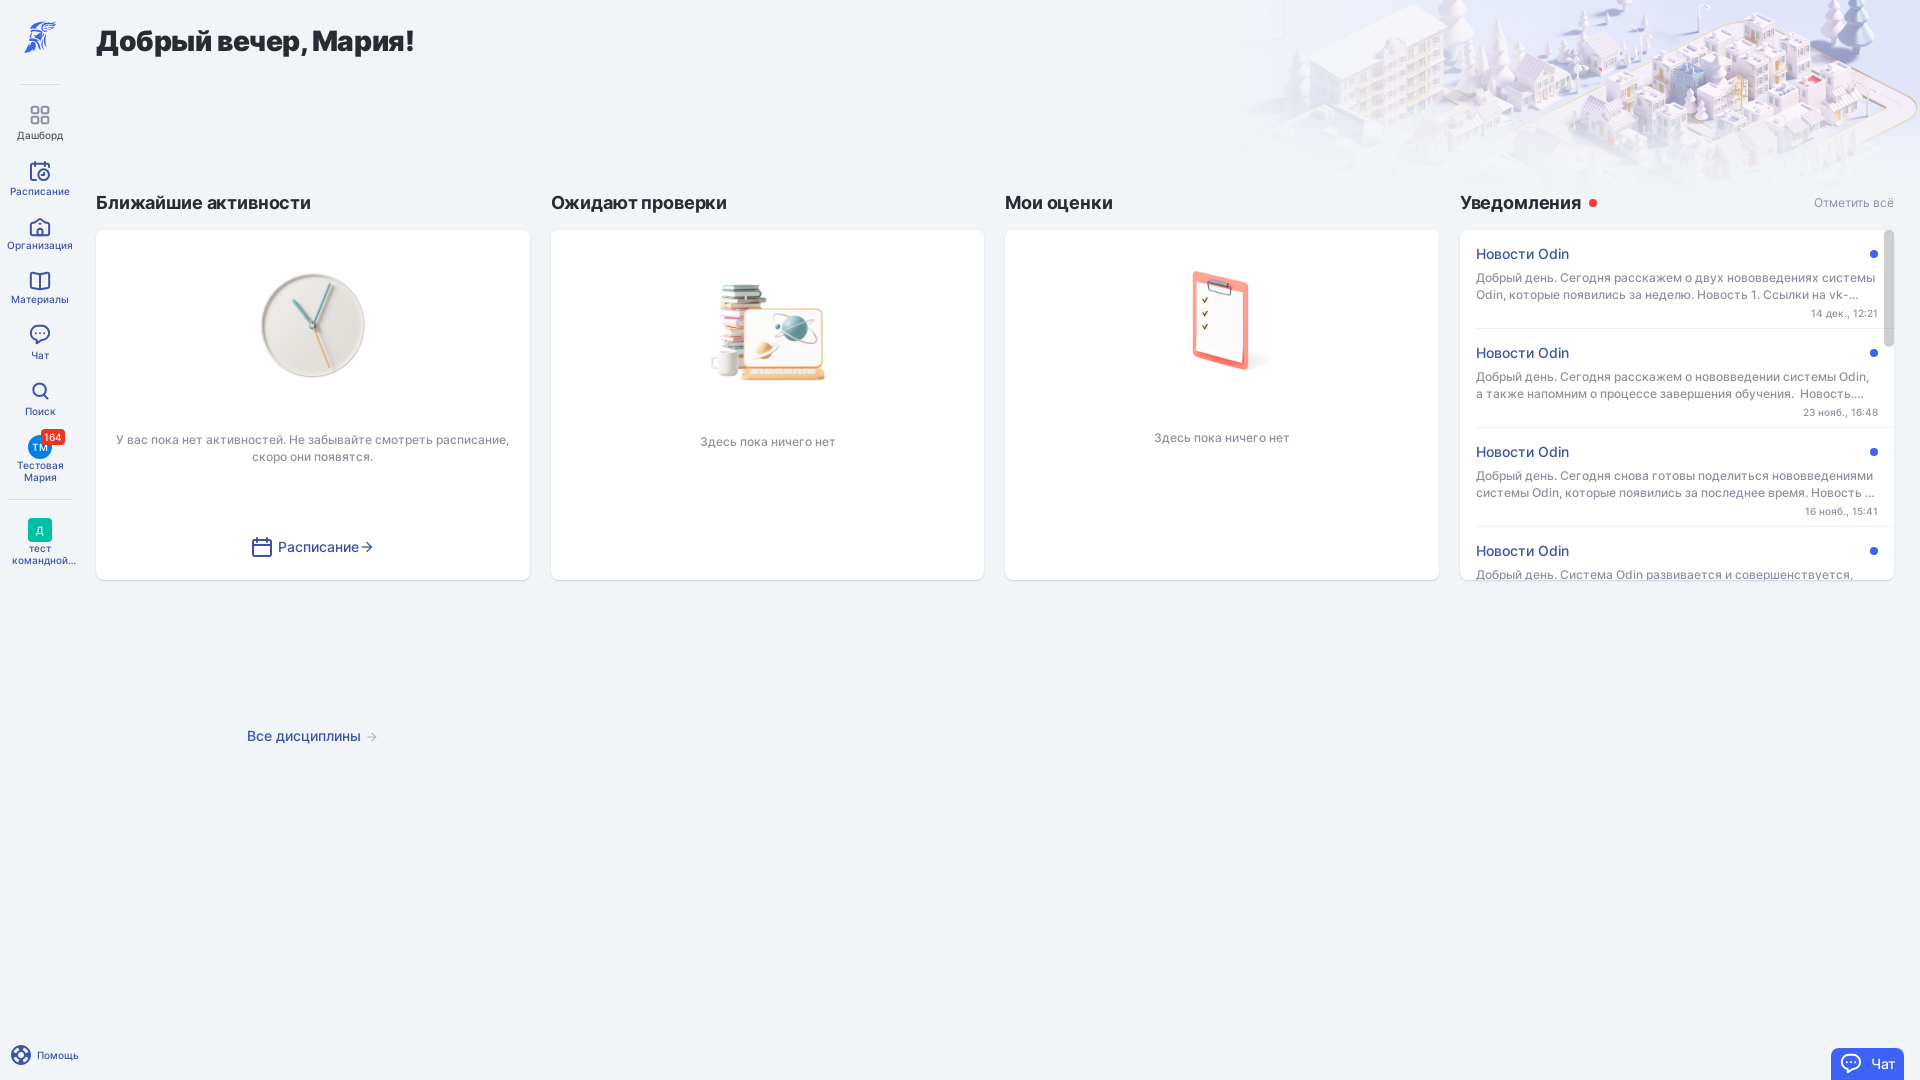 Добрый вечер, Мария!
Дашборд
Расписание
Организация
Материалы
Чат
Поиск
164
ТМ
Тестовая
Мария
Д
тест
командной...
Помощь
Ближайшие активности
У вас пока нет активностей. Не забывайте смотреть расписание,
скоро они появятся.
Расписание
Все дисциплины
Ожидают проверки
Здесь пока ничего нет
Мои оценки
Здесь пока ничего нет
Уведомления
Отметить всё
Новости Odin
Добрый день. Сегодня расскажем о двух нововведениях системы
Odin, которые появились за неделю. Новость 1. Ссылки на vk-...
14 дек., 12:21
Новости Odin
Добрый день. Сегодня расскажем о нововведении системы Odin,
а также напомним о процессе завершения обучения.  Новость....
23 нояб., 16:48
Новости Odin
Добрый день. Сегодня снова готовы поделиться нововведениями
системы Odin, которые появились за последнее время. Новость ...
16 нояб., 15:41
Новости Odin
Добрый день. Система Odin развивается и совершенствуется,
Чат